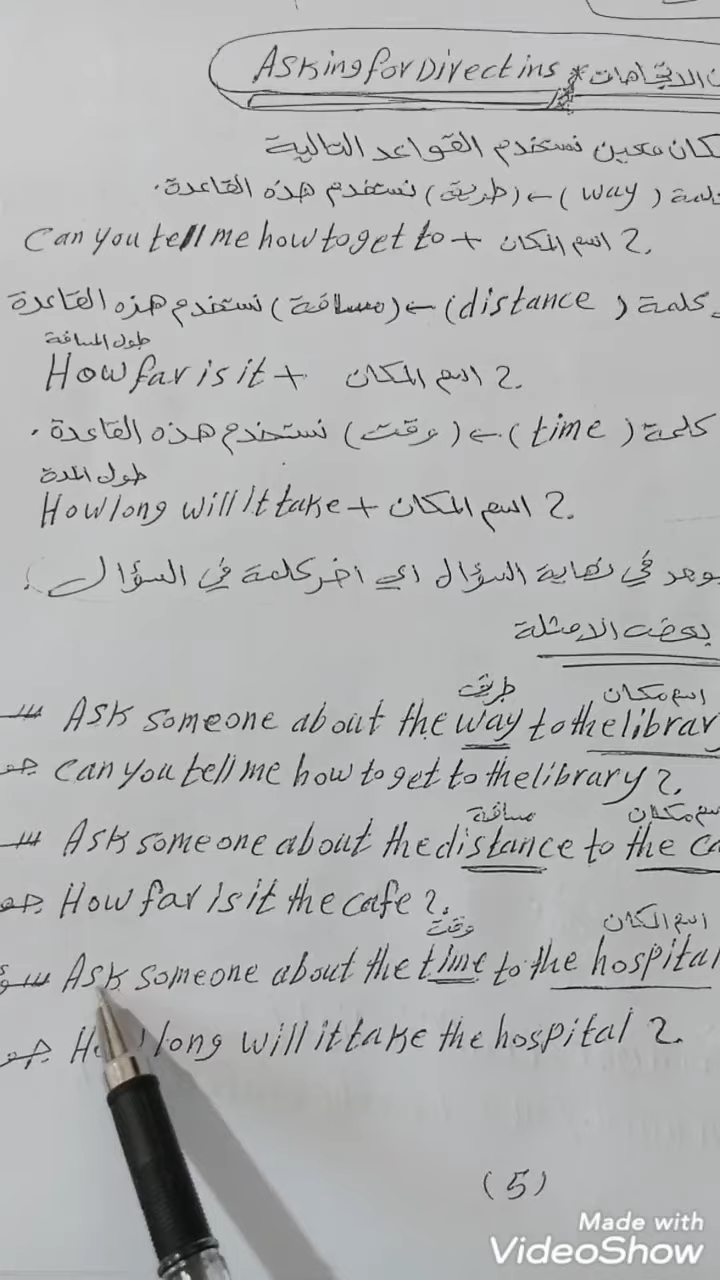 Asking for Directins * الاتجاهات
مكان معين نستخدم القواعد التالية
كلمة (way) ← (طريق) نستخدم هذه القاعدة.
Can you tell me how to get to + اسم المكان ?.
كلمة (distance) ← (مسافة) نستخدم هذه القاعدة
طول المسافة
How far is it + اسم المكان ?.
كلمة (time) ← (وقت) نستخدم هذه القاعدة.
طول المدة
How long will It take + اسم المكان ?.
في نهاية السؤال اي اخر كلمة في السؤال
بعض الامثلة
طريق اسم مكان
Ask someone about the way to the library
جـ Can you tell me how to get to the library ?.
مسافة اسم مكان
Ask someone about the distance to the ca
جـ How far is it the cafe ?.
وقت اسم المكان
Ask someone about the time to the hospital
جـ How long will it take the hospital ?.
(5)
Made with
VideoShow